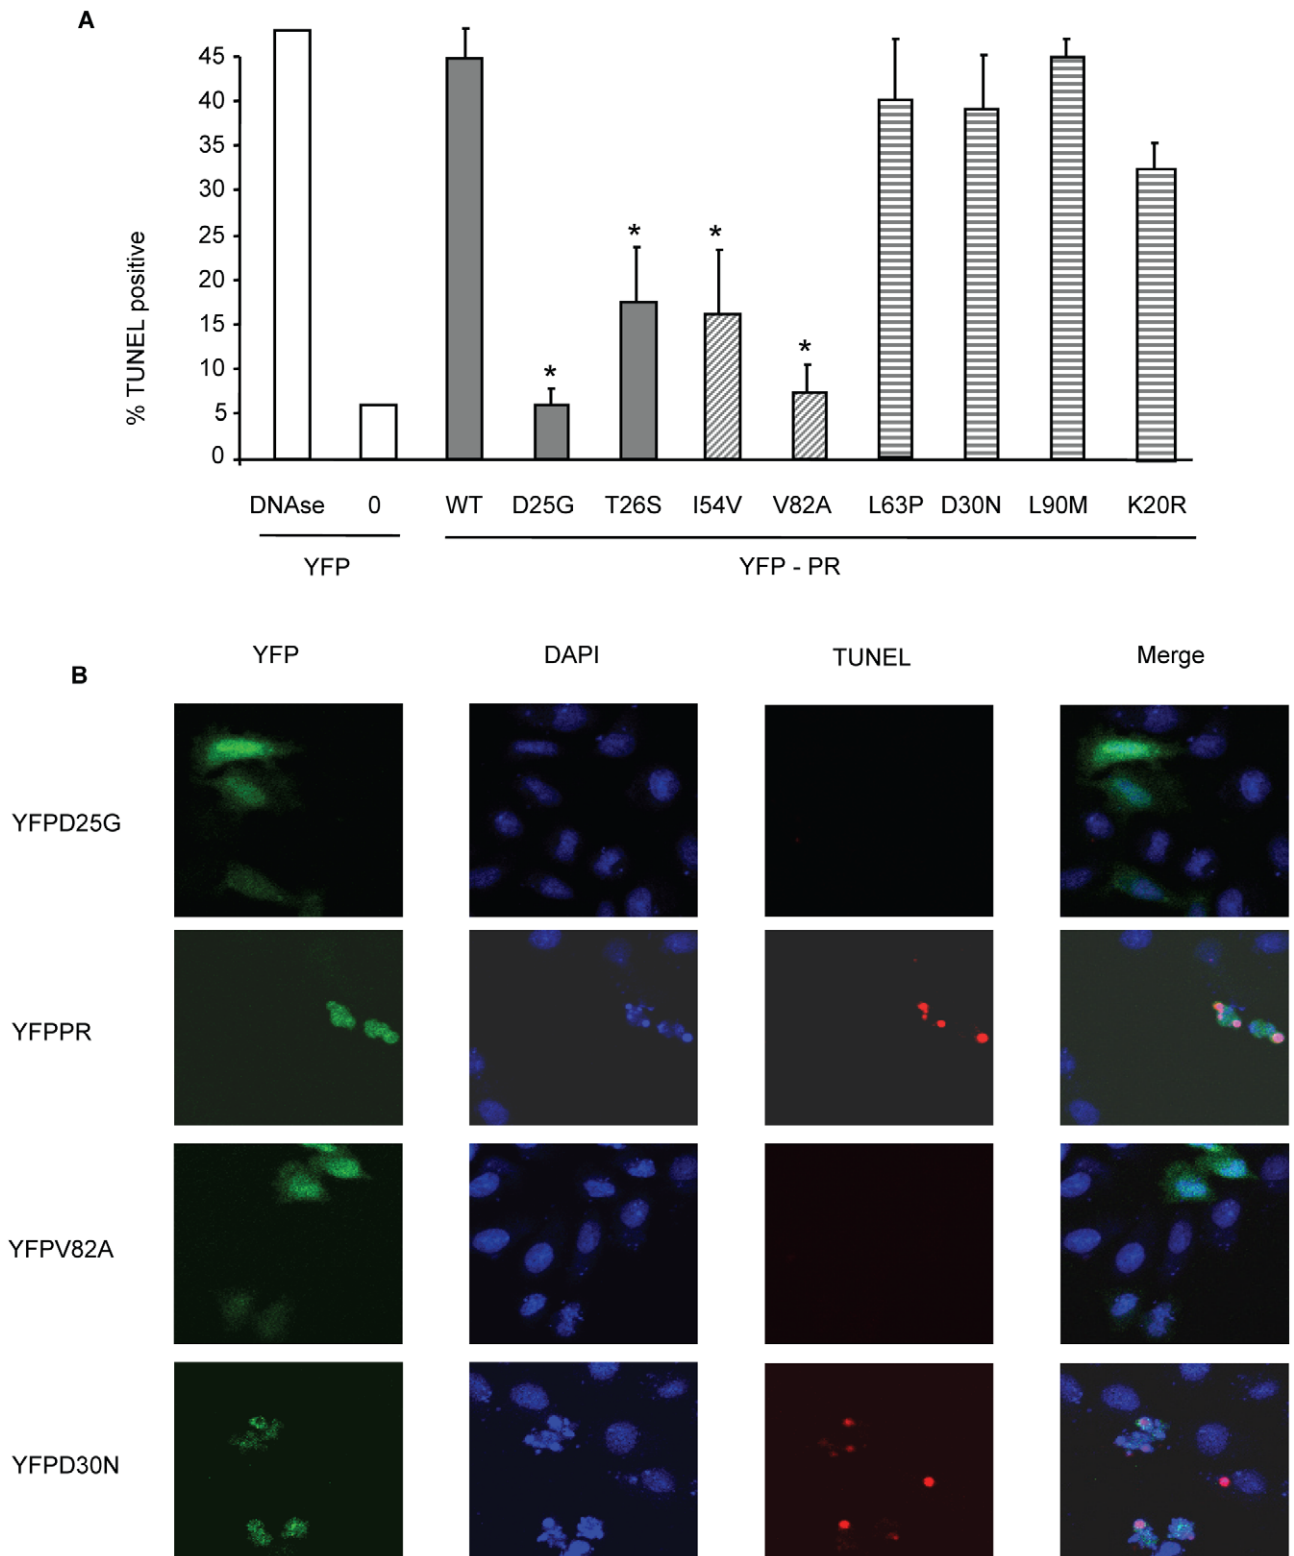 A
45
40
35
30
25
20
15
10
5
0
% TUNEL positive
*
*
*
*
DNAse 0 WT D25G T26S I54V V82A L63P D30N L90M K20R
YFP YFP - PR
B
YFP DAPI TUNEL Merge
YFPD25G
YFPPR
YFPV82A
YFPD30N